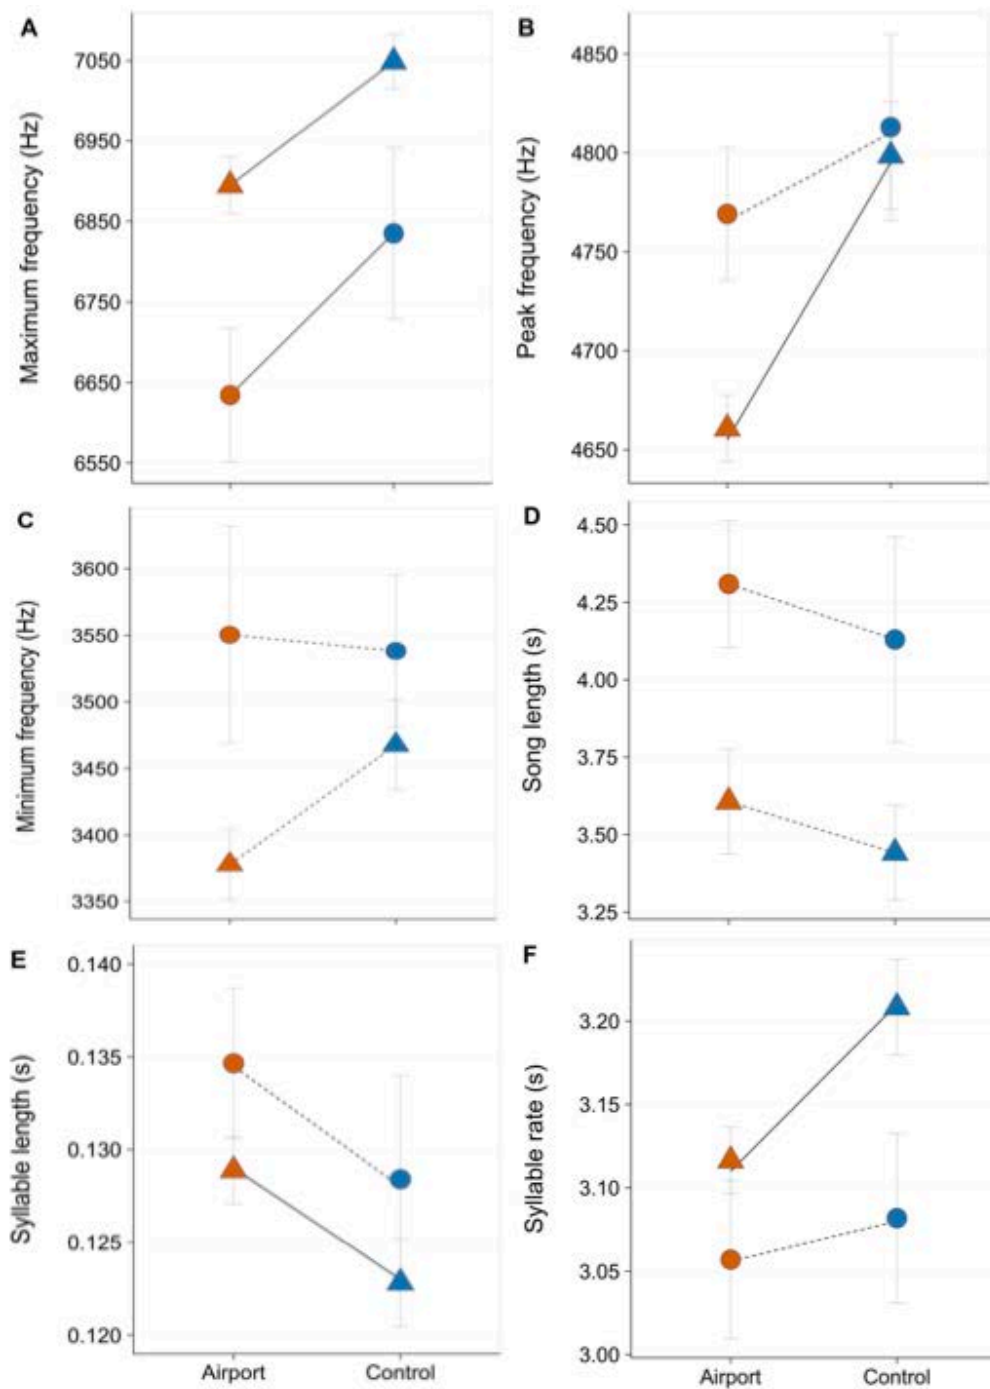 A
Maximum frequency (Hz)
7050
6950
6850
6750
6650
6550
B
Peak frequency (Hz)
4850
4800
4750
4700
4650
C
Minimum frequency (Hz)
3600
3550
3500
3450
3400
3350
D
Song length (s)
4.50
4.25
4.00
3.75
3.50
3.25
E
Syllable length (s)
0.140
0.135
0.130
0.125
0.120
Airport Control
F
Syllable rate (s)
3.20
3.15
3.10
3.05
3.00
Airport Control